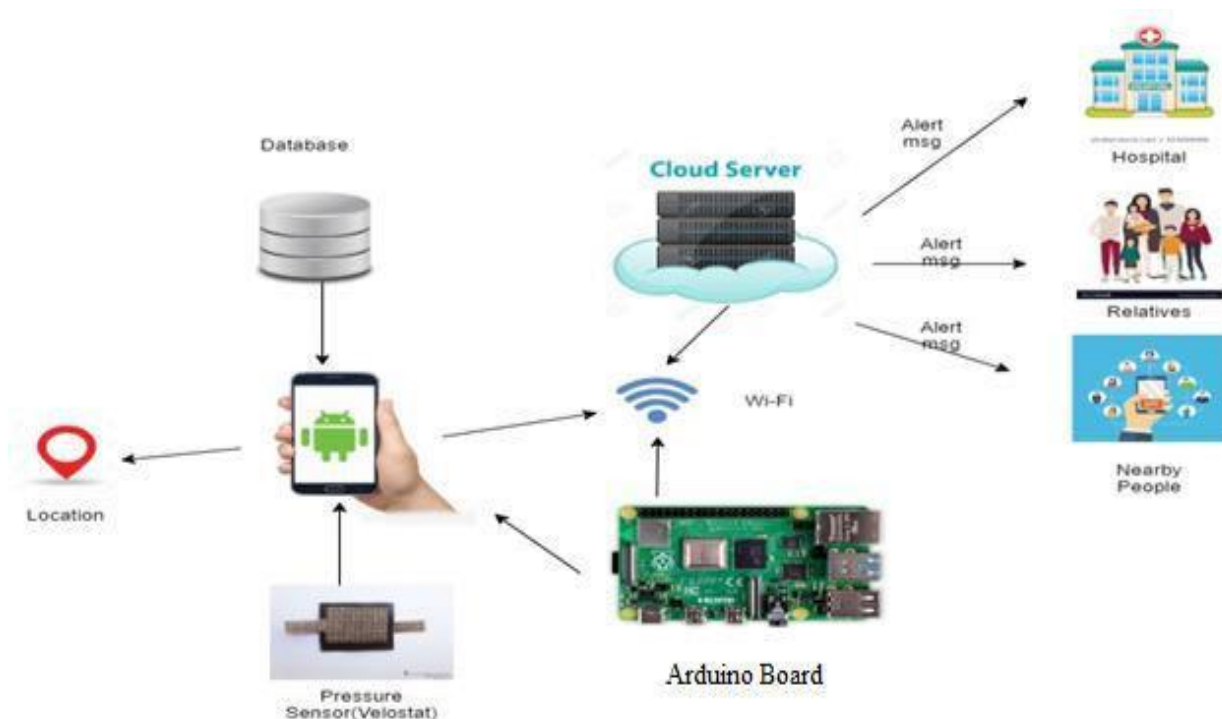 Database
Cloud Server
Alert
msg
Hospital
Alert
msg
Relatives
Alert
msg
Wi-Fi
Nearby
People
Location
Pressure
Sensor(Velostat)
Arduino Board